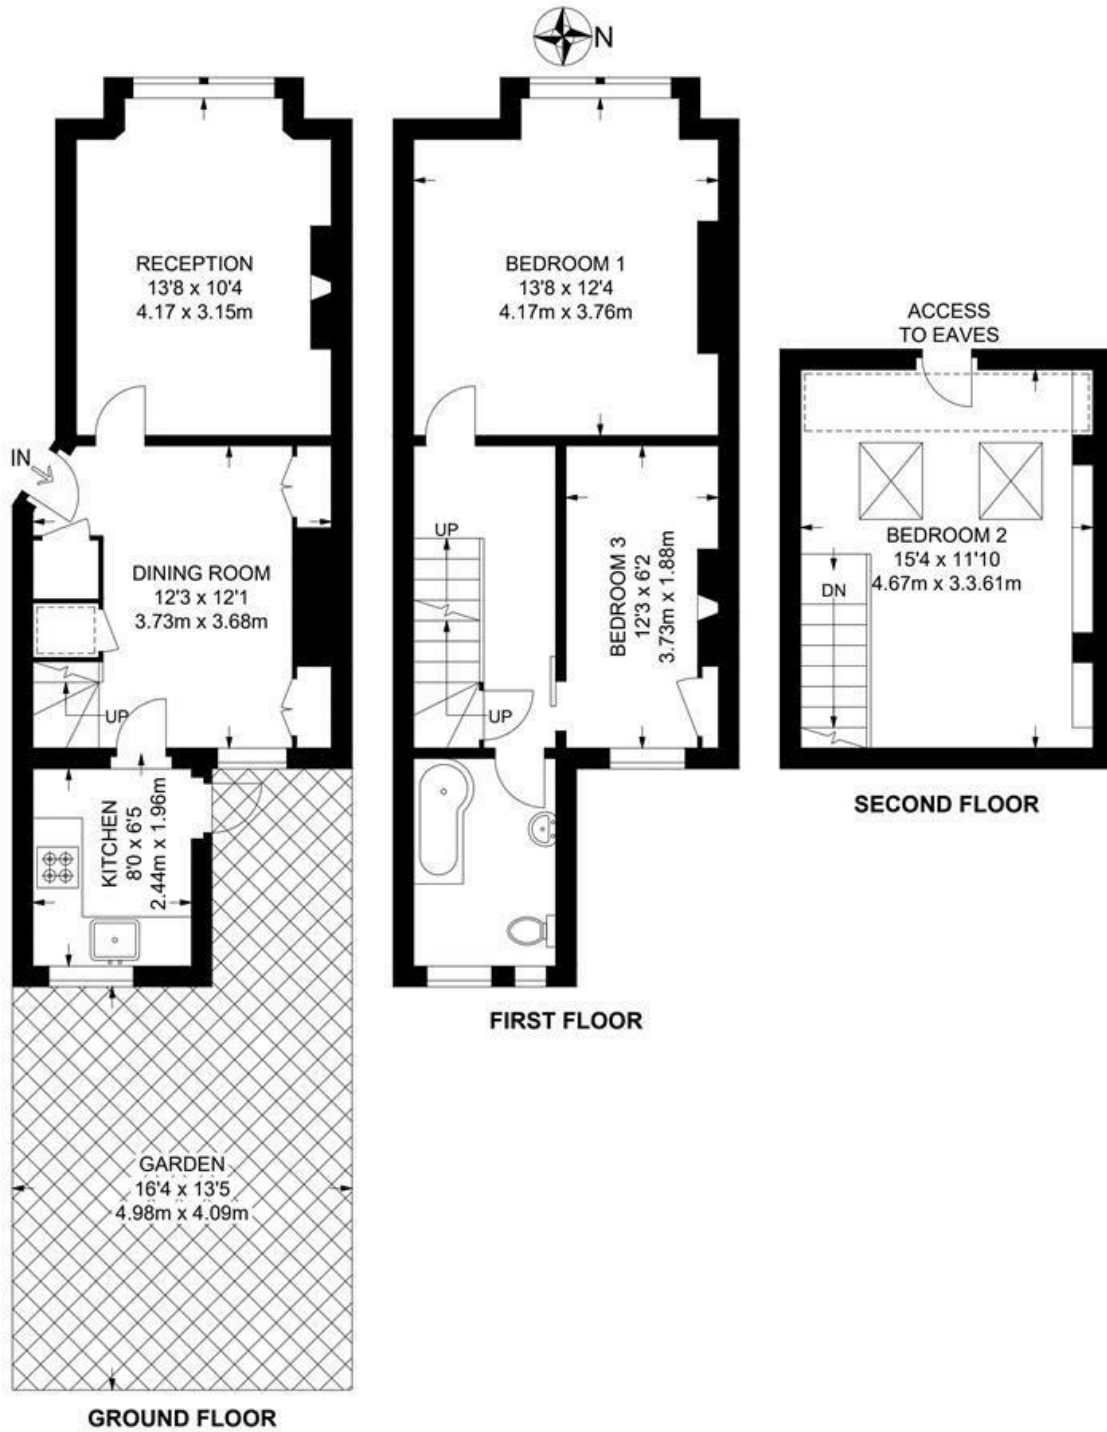 N
RECEPTION
13'8 x 10'4
4.17 x 3.15m
IN
DINING ROOM
12'3 x 12'1
3.73m x 3.68m
UP
KITCHEN
8'0 x 6'5
2.44m x 1.96m
GARDEN
16'4 x 13'5
4.98m x 4.09m
GROUND FLOOR
BEDROOM 1
13'8 x 12'4
4.17m x 3.76m
UP
BEDROOM 3
12'3 x 6'2
3.73m x 1.88m
UP
FIRST FLOOR
ACCESS
TO EAVES
BEDROOM 2
15'4 x 11'10
4.67m x 3.3.61m
DN
SECOND FLOOR